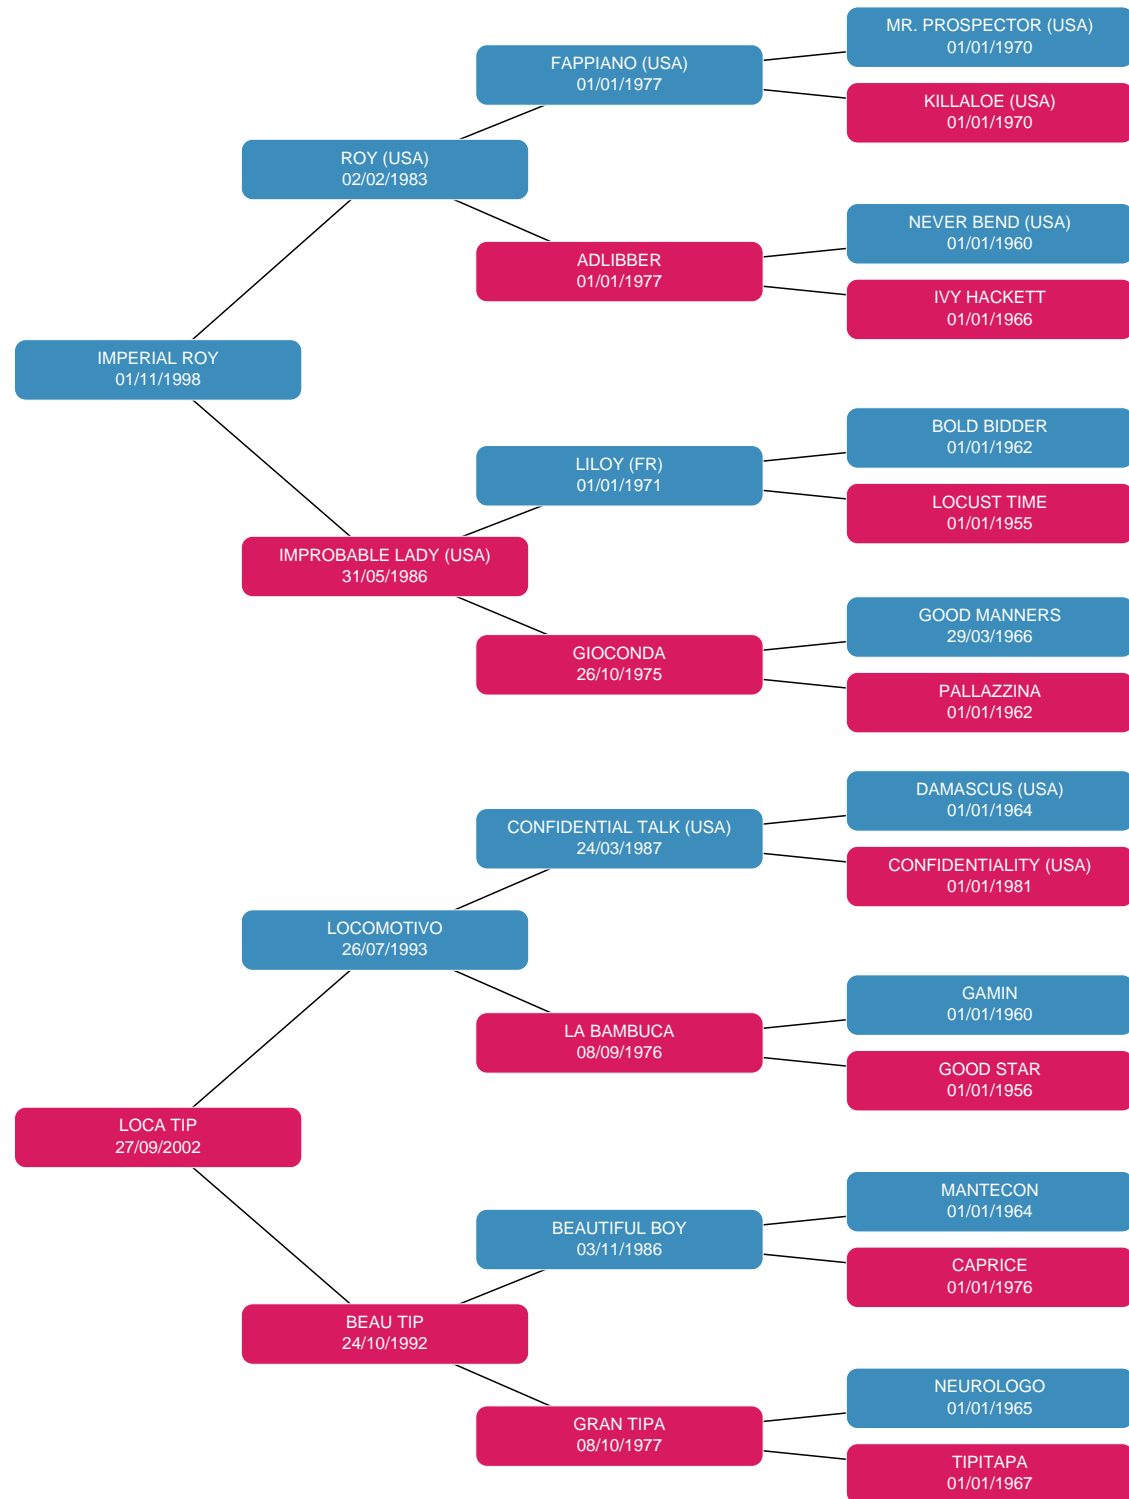 MR. PROSPECTOR (USA)
01/01/1970
FAPPIANO (USA)
01/01/1977
KILLALOE (USA)
01/01/1970
ROY (USA)
02/02/1983
NEVER BEND (USA)
01/01/1960
ADLIBBER
01/01/1977
IVY HACKETT
01/01/1966
IMPERIAL ROY
01/11/1998
BOLD BIDDER
01/01/1962
LILOY (FR)
01/01/1971
LOCUST TIME
01/01/1955
IMPROBABLE LADY (USA)
31/05/1986
GOOD MANNERS
29/03/1966
GIOCONDA
26/10/1975
PALLAZZINA
01/01/1962
DAMASCUS (USA)
01/01/1964
CONFIDENTIAL TALK (USA)
24/03/1987
CONFIDENTIALITY (USA)
01/01/1981
LOCOMOTIVO
26/07/1993
GAMIN
01/01/1960
LA BAMBUCA
08/09/1976
GOOD STAR
01/01/1956
LOCA TIP
27/09/2002
MANTECON
01/01/1964
BEAUTIFUL BOY
03/11/1986
CAPRICE
01/01/1976
BEAU TIP
24/10/1992
NEUROLOGO
01/01/1965
GRAN TIPA
08/10/1977
TIPITAPA
01/01/1967